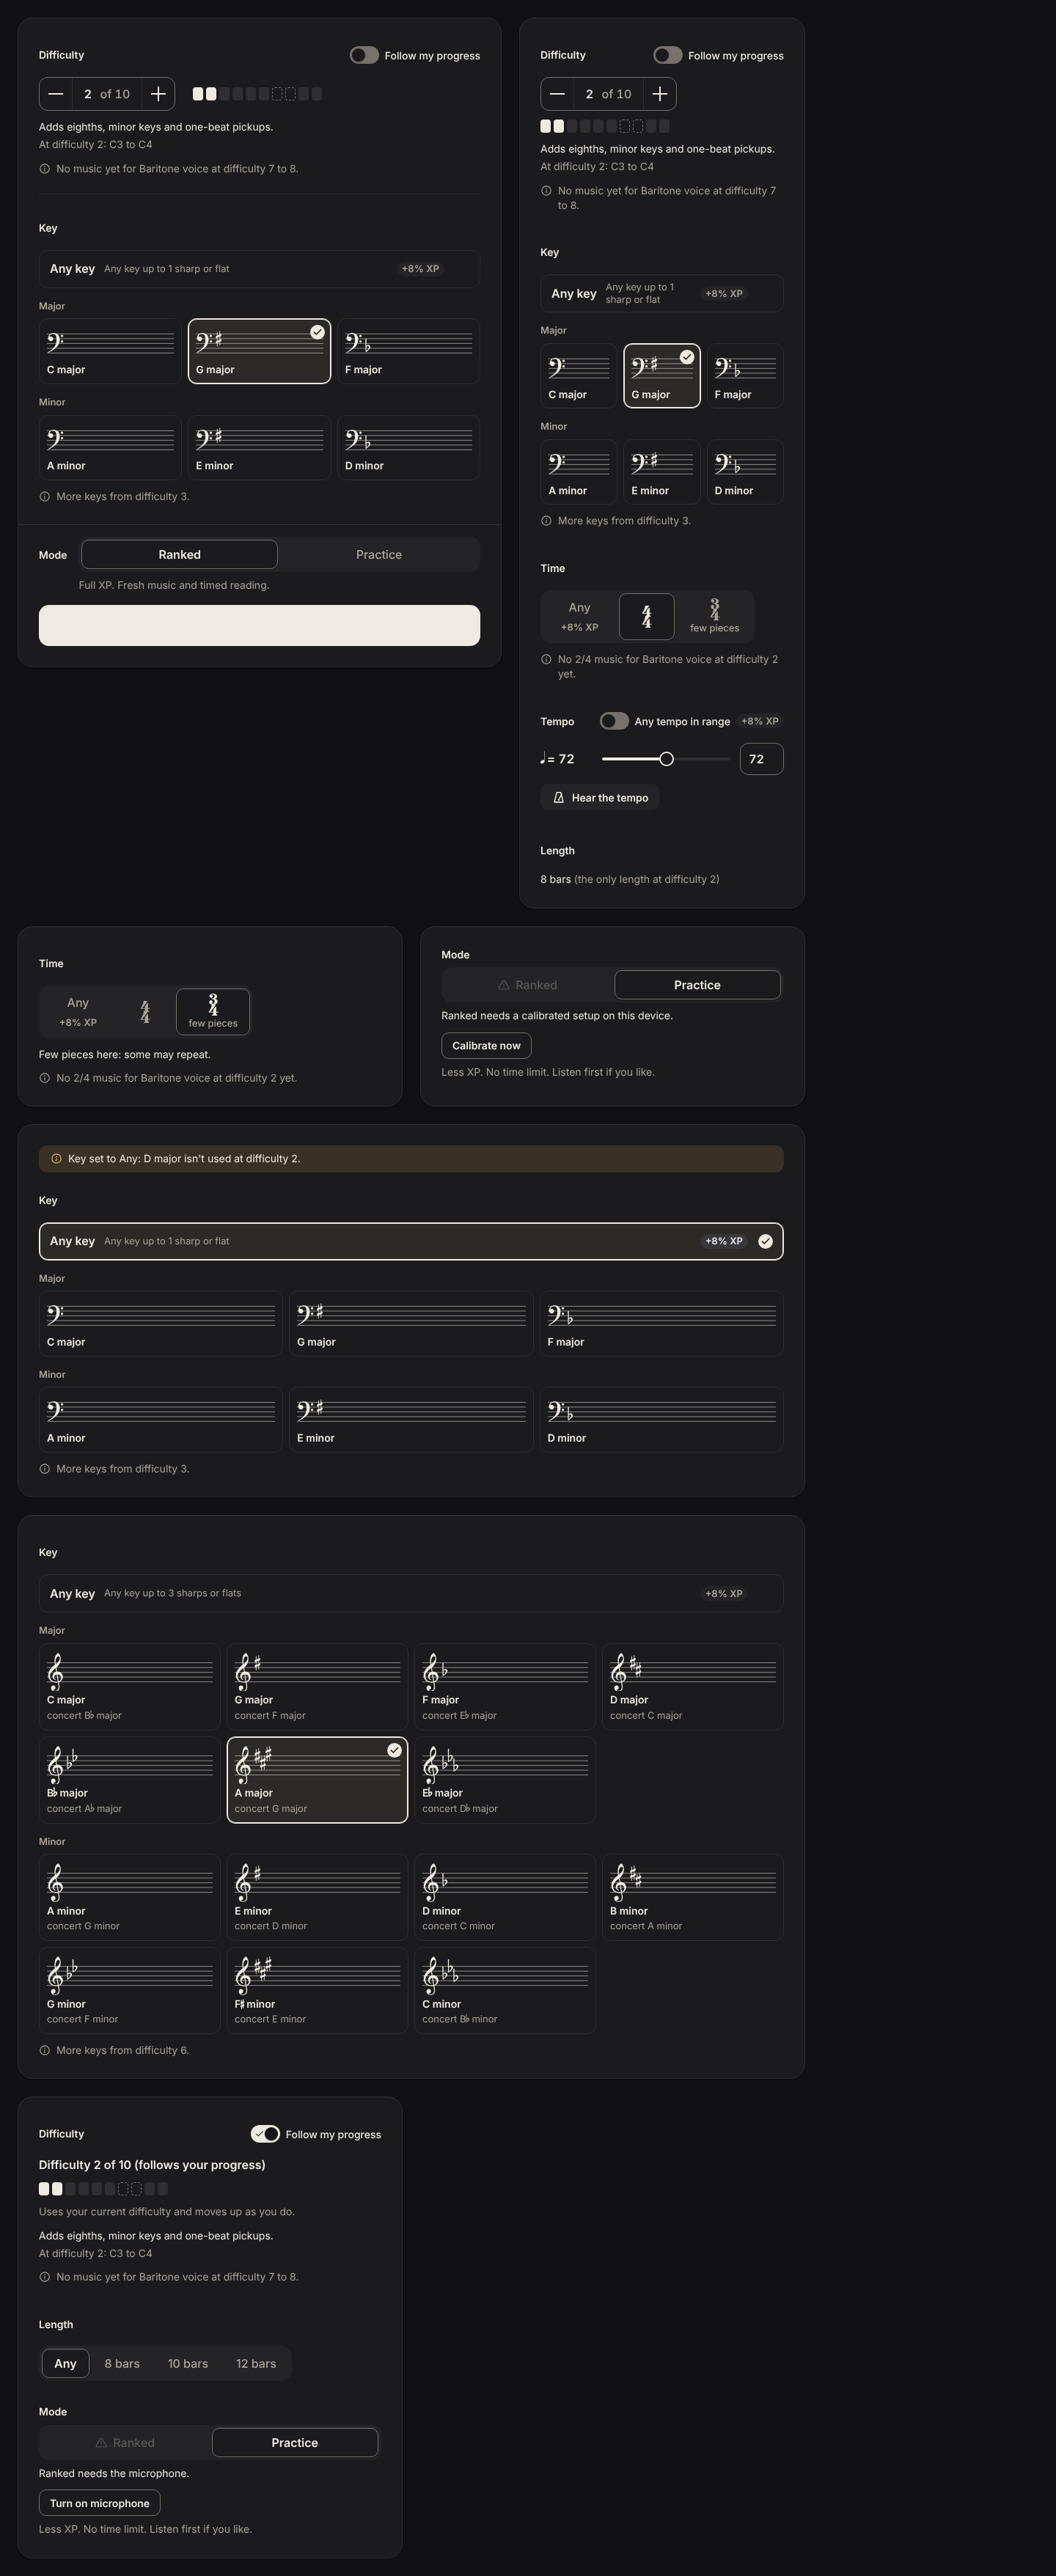 Difficulty
Follow my progress
2 of 10
Adds eighths, minor keys and one-beat pickups.
At difficulty 2: C3 to C4
No music yet for Baritone voice at difficulty 7 to 8.
Key
Any key Any key up to 1 sharp or flat +8% XP
Major
C major
G major
F major
Minor
A minor
E minor
D minor
More keys from difficulty 3.
Mode
Ranked
Practice
Full XP. Fresh music and timed reading.
Difficulty
Follow my progress
2 of 10
Adds eighths, minor keys and one-beat pickups.
At difficulty 2: C3 to C4
No music yet for Baritone voice at difficulty 7
to 8.
Key
Any key
Any key up to 1
sharp or flat
+8% XP
Major
C major
G major
F major
Minor
A minor
E minor
D minor
More keys from difficulty 3.
Time
Any
+8% XP
4
4
3
4
few pieces
No 2/4 music for Baritone voice at difficulty 2
yet.
Tempo
Any tempo in range
+8% XP
= 72
72
Hear the tempo
Length
8 bars (the only length at difficulty 2)
Time
Any
+8% XP
4
4
3
4
few pieces
Few pieces here: some may repeat.
No 2/4 music for Baritone voice at difficulty 2 yet.
Mode
Ranked
Practice
Ranked needs a calibrated setup on this device.
Calibrate now
Less XP. No time limit. Listen first if you like.
Key set to Any: D major isn't used at difficulty 2.
Key
Any key Any key up to 1 sharp or flat +8% XP
Major
C major
G major
F major
Minor
A minor
E minor
D minor
More keys from difficulty 3.
Key
Any key Any key up to 3 sharps or flats +8% XP
Major
C major
concert B♭ major
G major
concert F major
F major
concert E♭ major
D major
concert C major
B♭ major
concert A♭ major
A major
concert G major
E♭ major
concert D♭ major
Minor
A minor
concert G minor
E minor
concert D minor
D minor
concert C minor
B minor
concert A minor
G minor
concert F minor
F♯ minor
concert E minor
C minor
concert B♭ minor
More keys from difficulty 6.
Difficulty
Follow my progress
Difficulty 2 of 10 (follows your progress)
Uses your current difficulty and moves up as you do.
Adds eighths, minor keys and one-beat pickups.
At difficulty 2: C3 to C4
No music yet for Baritone voice at difficulty 7 to 8.
Length
Any
8 bars
10 bars
12 bars
Mode
Ranked
Practice
Ranked needs the microphone.
Turn on microphone
Less XP. No time limit. Listen first if you like.